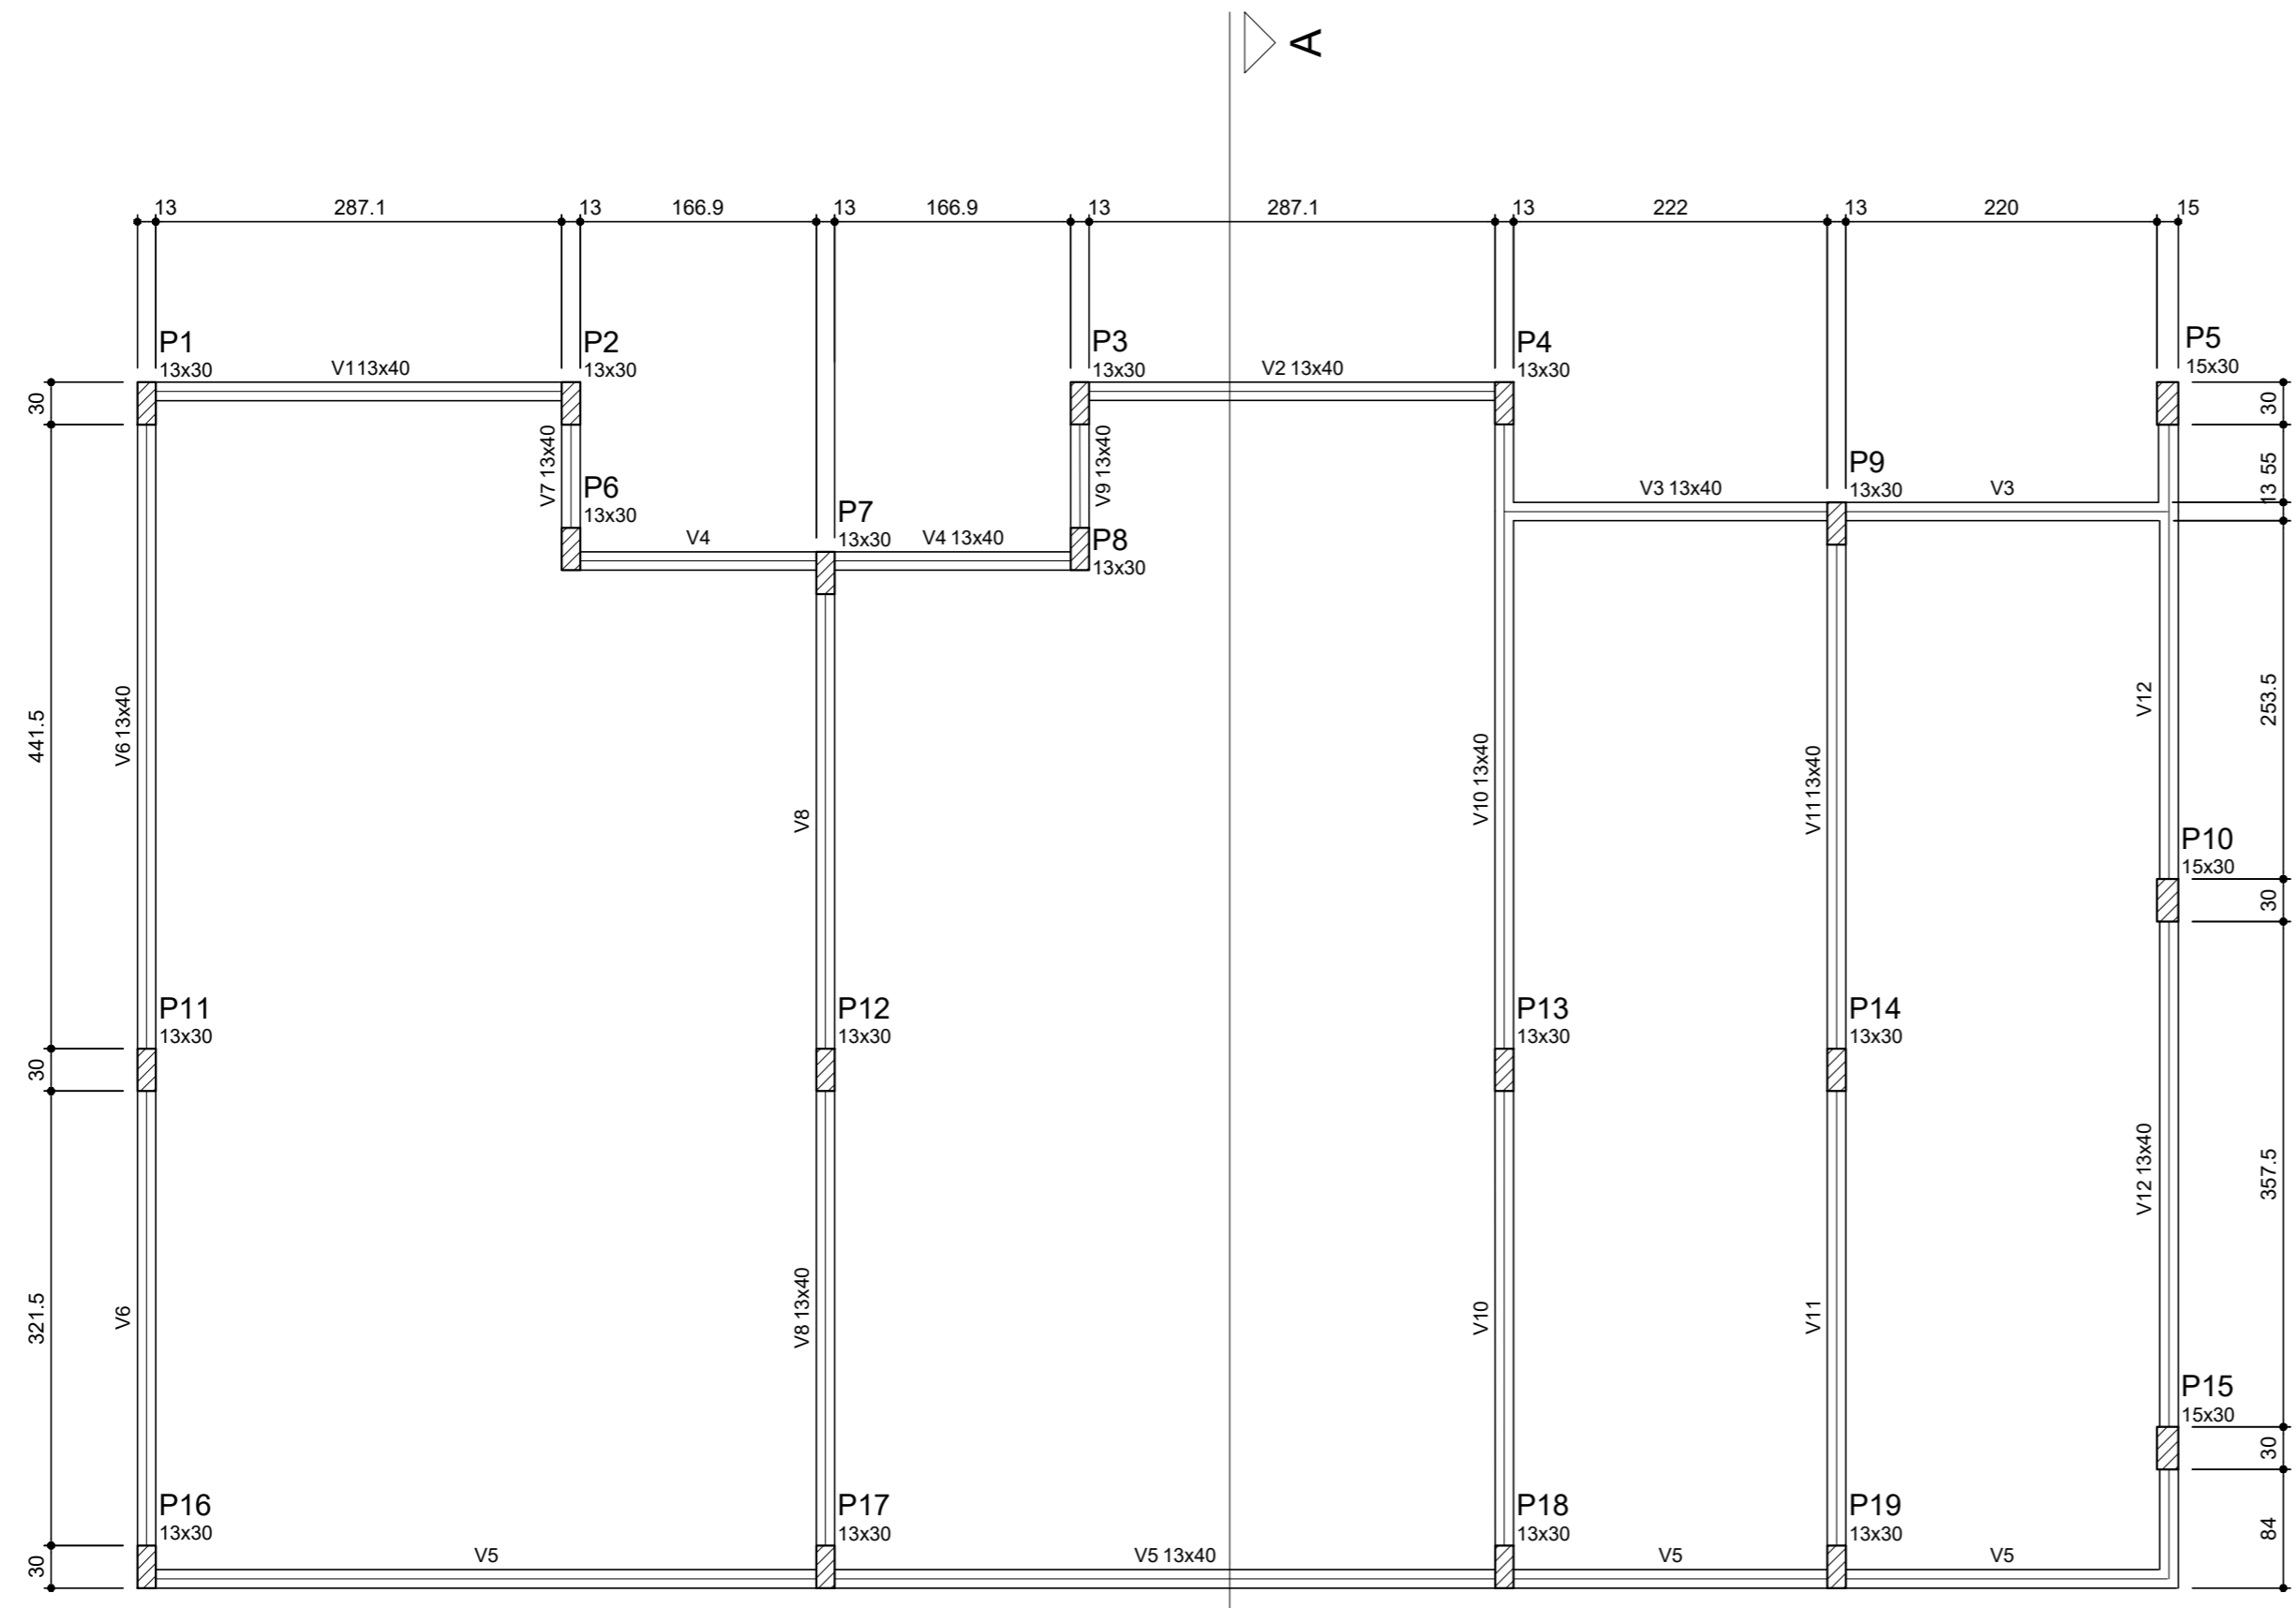 A
13 287.1 13 166.9 13 166.9 13 287.1 13 222 13 220 15
P1
13x30
V1 13x40
P2
13x30
P3
13x30
V2 13x40
P4
13x30
P5
15x30
30
30
V7 13x40
V9 13x40
55
13
P6
13x30
V4
P7
13x30
V4 13x40
P8
13x30
V3 13x40
P9
13x30
V3
441.5
V6 13x40
V8
V10 13x40
V11 13x40
V12
253.5
P10
15x30
30
P11
13x30
P12
13x30
P13
13x30
P14
13x30
30
V12 13x40
357.5
321.5
V6
V8 13x40
V10
V11
P15
15x30
30
P16
13x30
P17
13x30
P18
13x30
P19
13x30
84
30
V5
V5 13x40
V5
V5